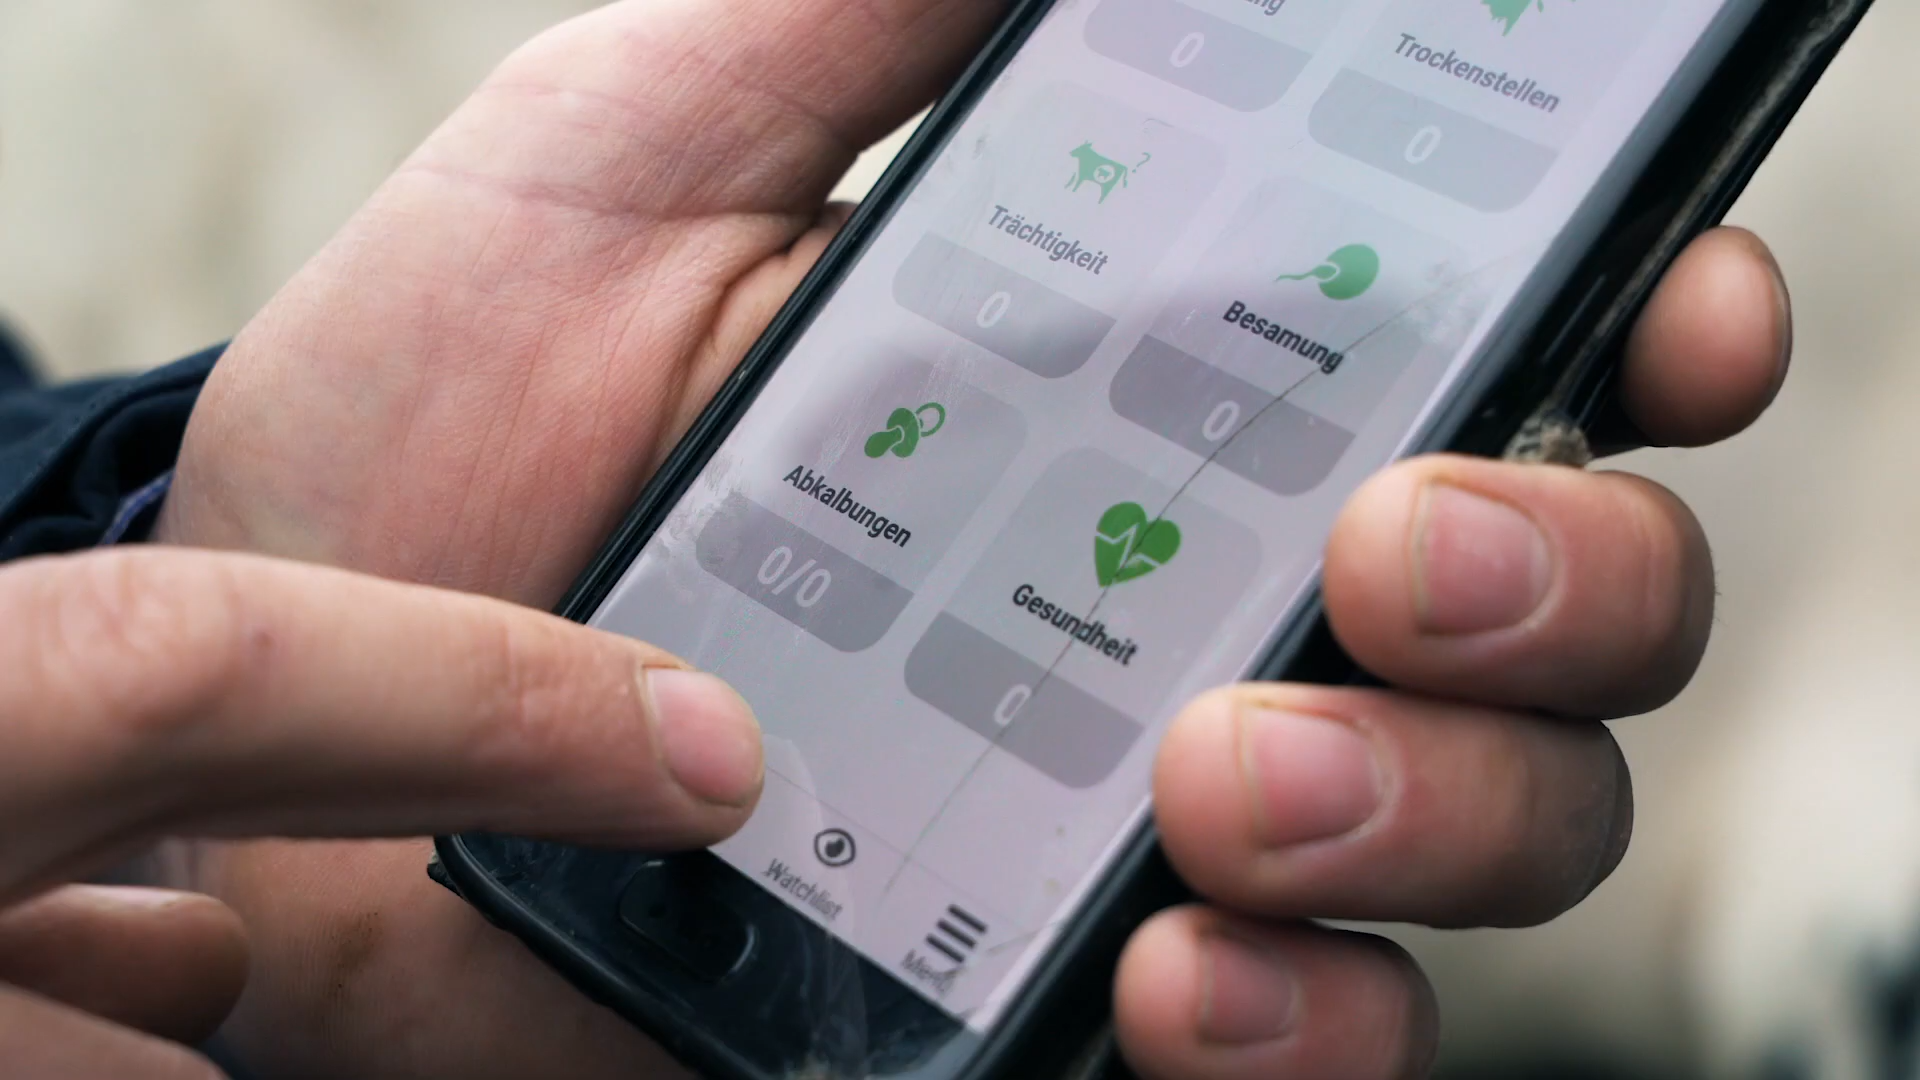 0
Trockenstellen
0
Trächtigkeit
0
Besamung
0
Abkalbungen
0/0
Gesundheit
0
Watchlist
Menü